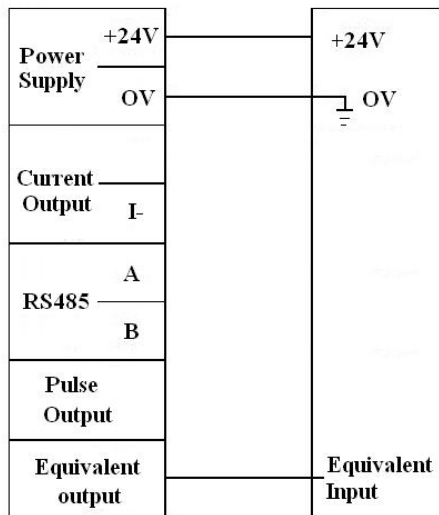 +24V
Power
Supply
OV
Current
Output
I-
RS485
A
B
Pulse
Output
Equivalent
output
+24V
OV
Equivalent
Input